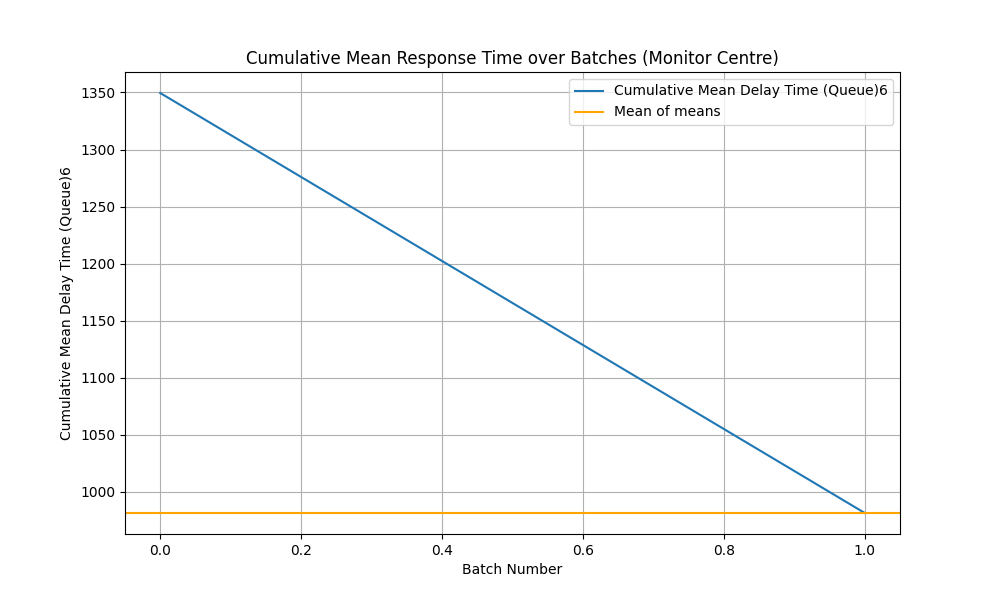 Cumulative Mean Response Time over Batches (Monitor Centre)
Cumulative Mean Delay Time (Queue)6
Mean of means
Cumulative Mean Delay Time (Queue)6
1350
1300
1250
1200
1150
1100
1050
1000
0.0 0.2 0.4 0.6 0.8 1.0
Batch Number